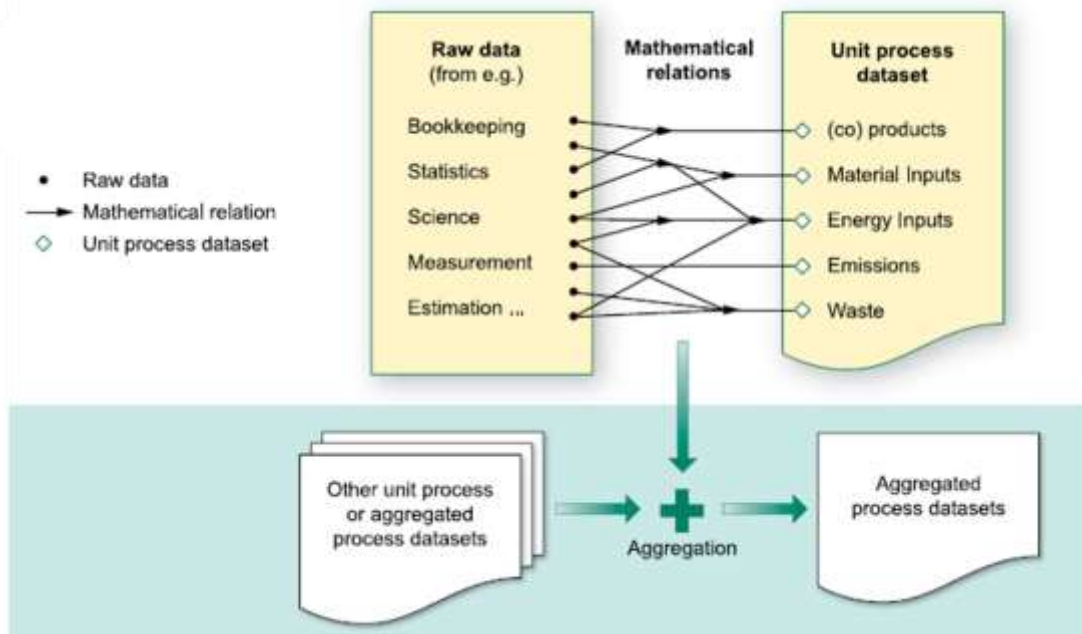 Raw data
(from e.g.)
Bookkeeping
Statistics
Science
Measurement
Estimation ...
Mathematical
relations
Unit process
dataset
(co) products
Material Inputs
Energy Inputs
Emissions
Waste
Raw data
Mathematical relation
Unit process dataset
Other unit process
or aggregated
process datasets
Aggregation
Aggregated
process datasets